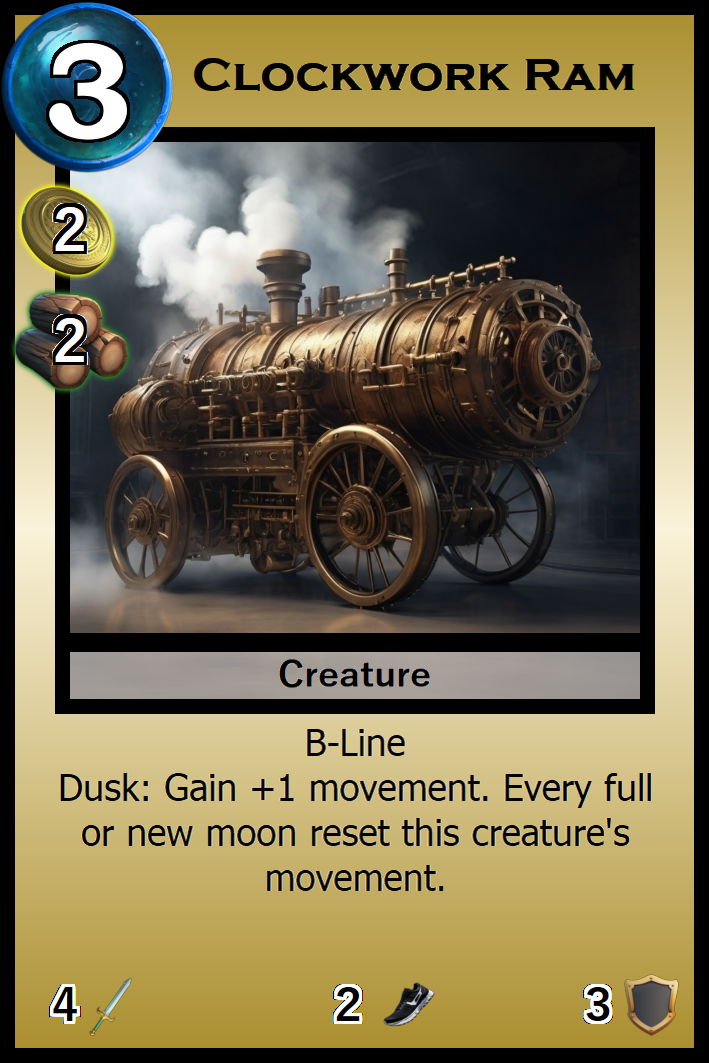 3
Clockwork Ram
2
2
Creature
B-Line
Dusk: Gain +1 movement. Every full
or new moon reset this creature's
movement.
4 2 3